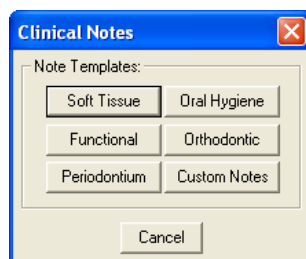 Clinical Notes
Note Templates:
Soft Tissue Oral Hygiene
Functional Orthodontic
Periodontium Custom Notes
Cancel